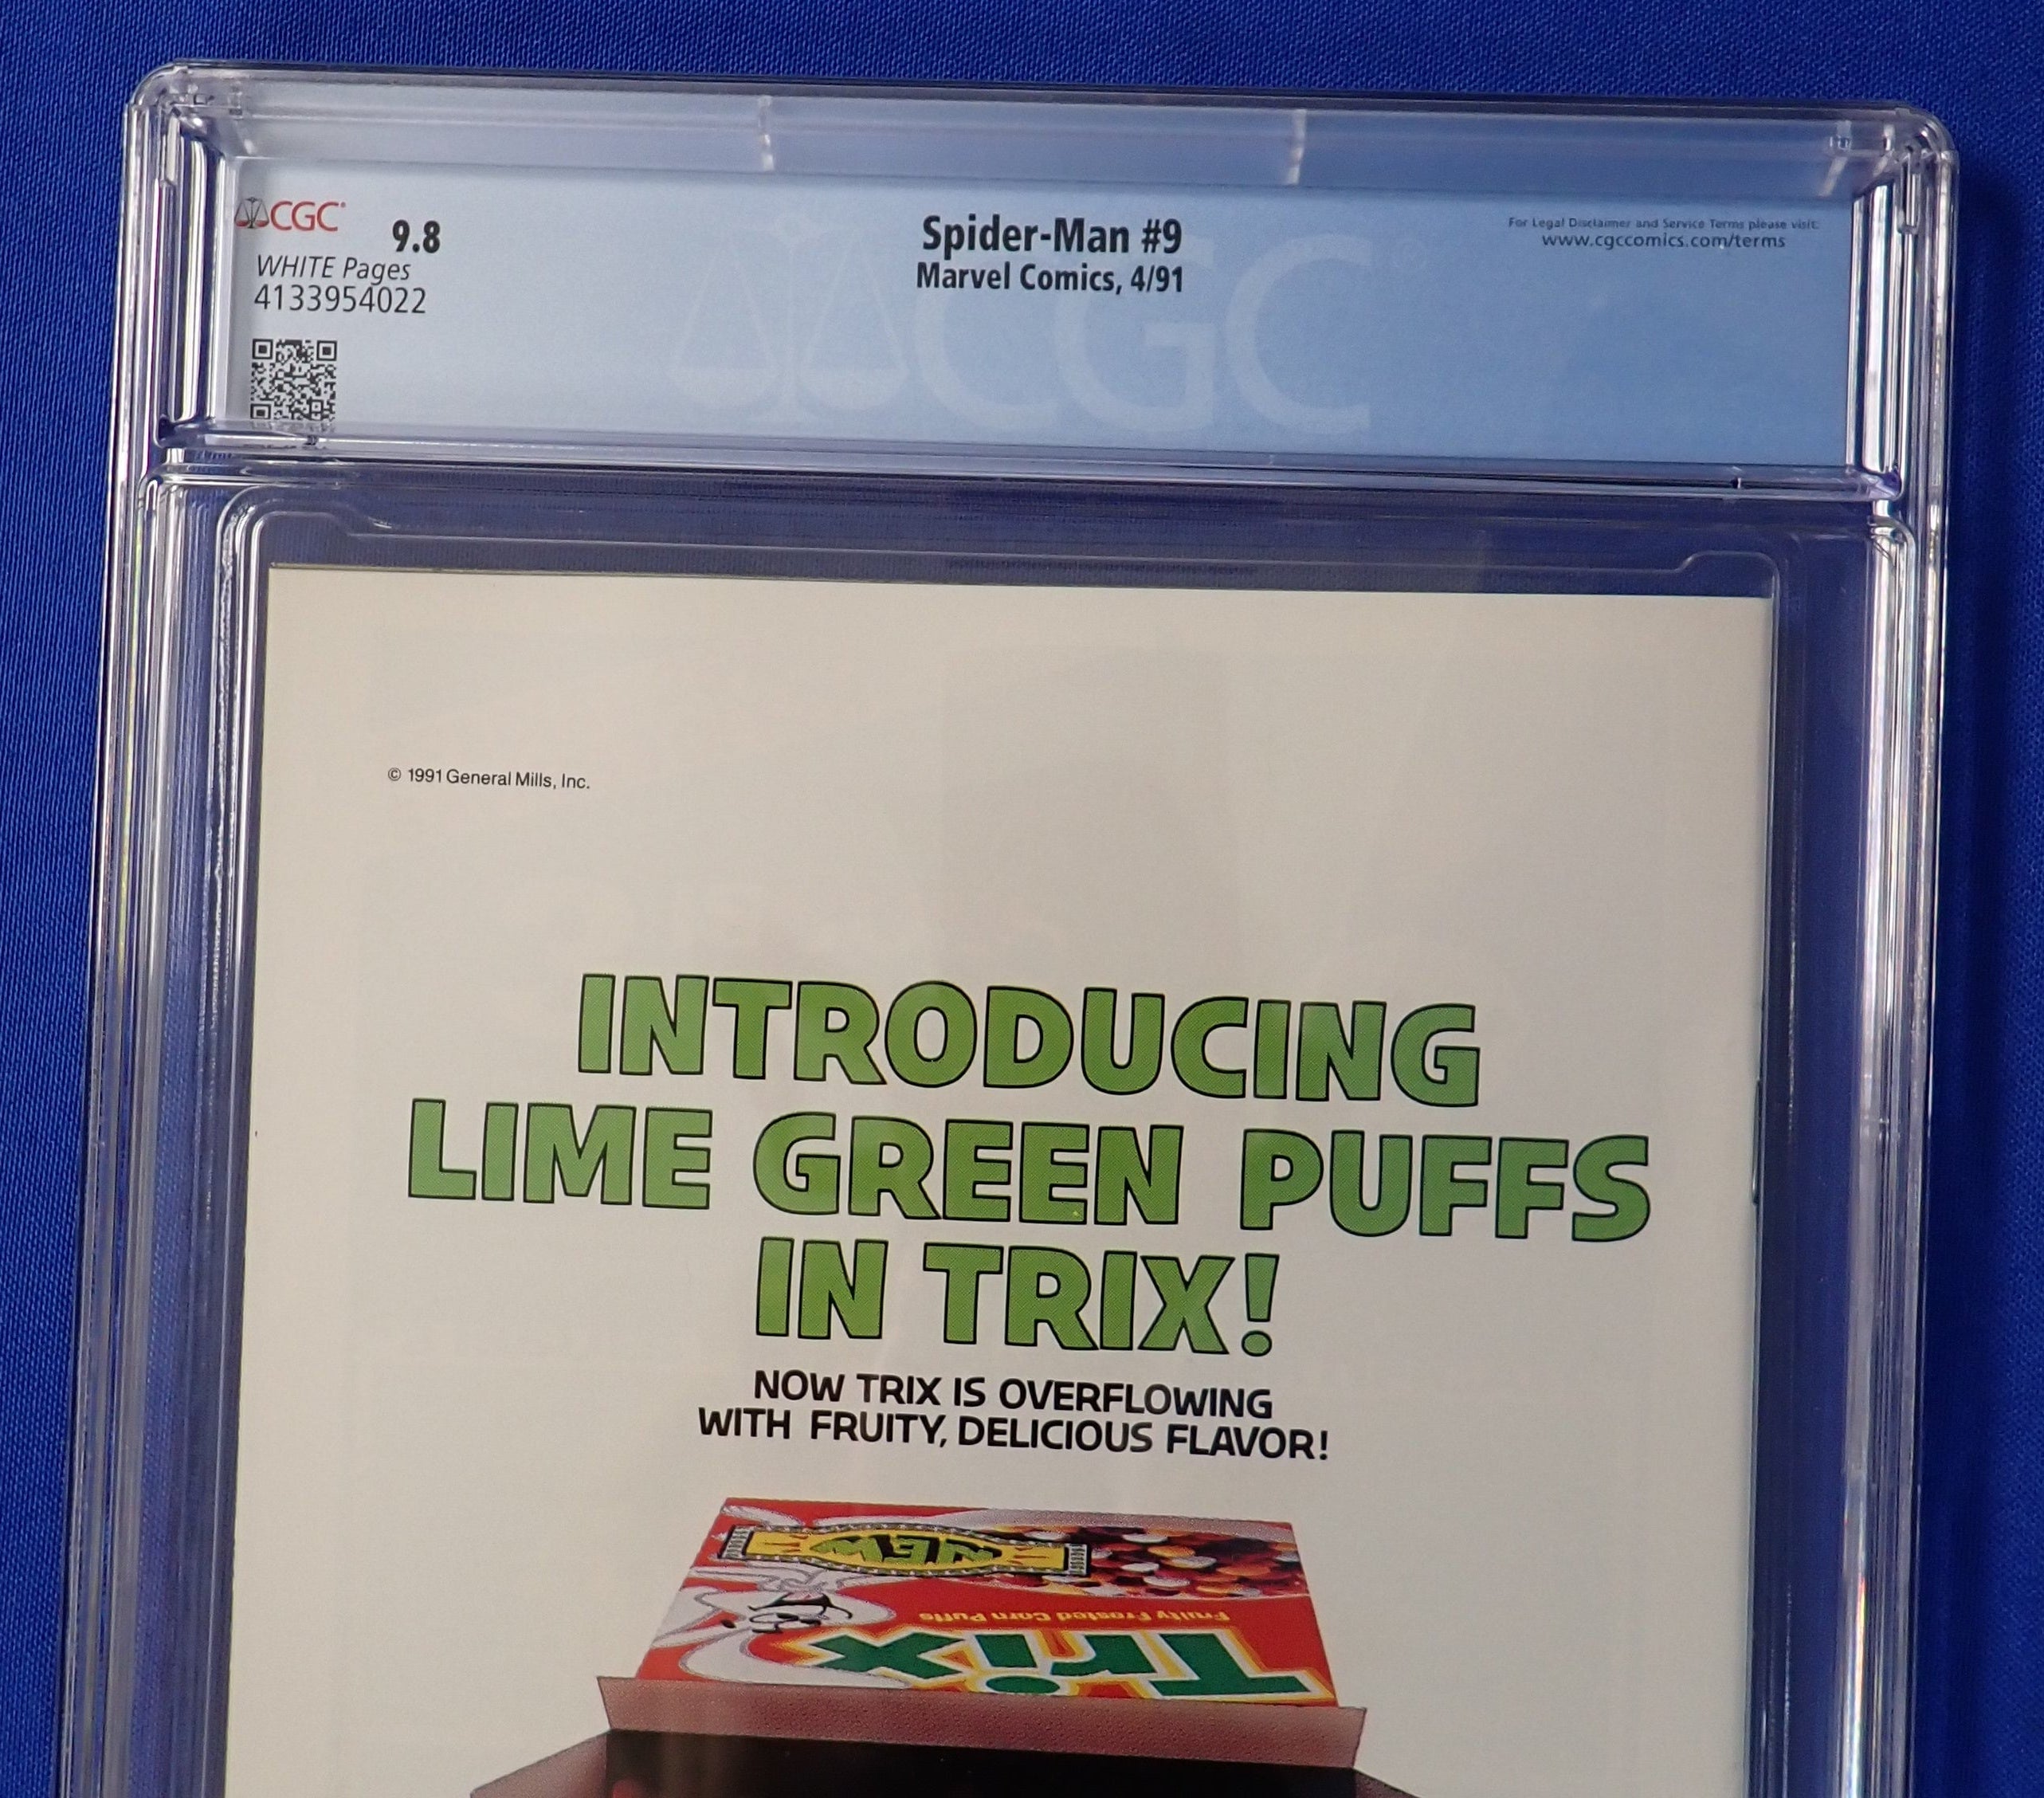 CGC
9.8
WHITE Pages
4133954022
Spider-Man #9
Marvel Comics, 4/91
For Legal Disclaimer and Service Terms please visit:
www.cgccomics.com/terms
CGC
© 1991 General Mills, Inc.
INTRODUCING
LIME GREEN PUFFS
IN TRIX!
NOW TRIX IS OVERFLOWING
WITH FRUITY, DELICIOUS FLAVOR!
NEW
Fruity Frosted Corn Puffs
Trix